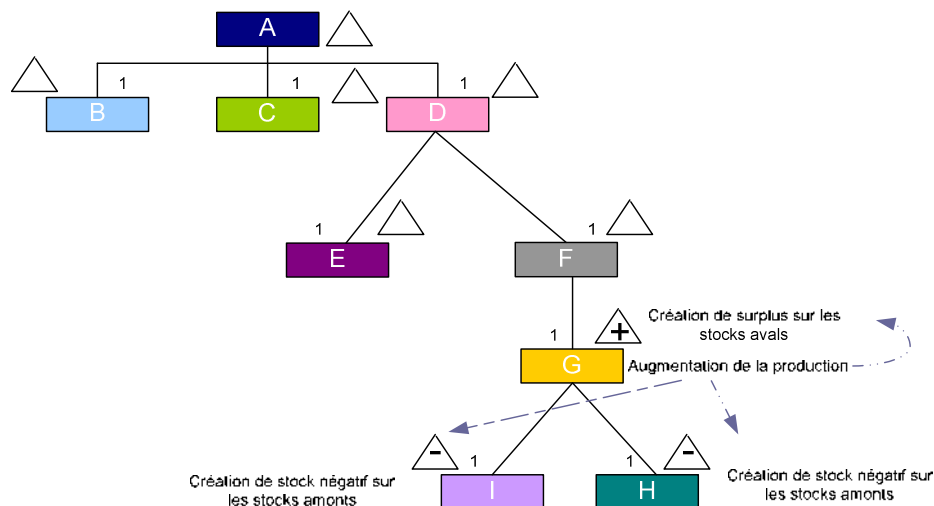 A
1
1
1
B
C
D
1
1
E
F
Création de surplus sur les
stocks avals
1
+
G
Augmentation de la production
-
-
1
1
Création de stock négatif sur
les stocks amonts
I
H
Création de stock négatif sur
les stocks amonts